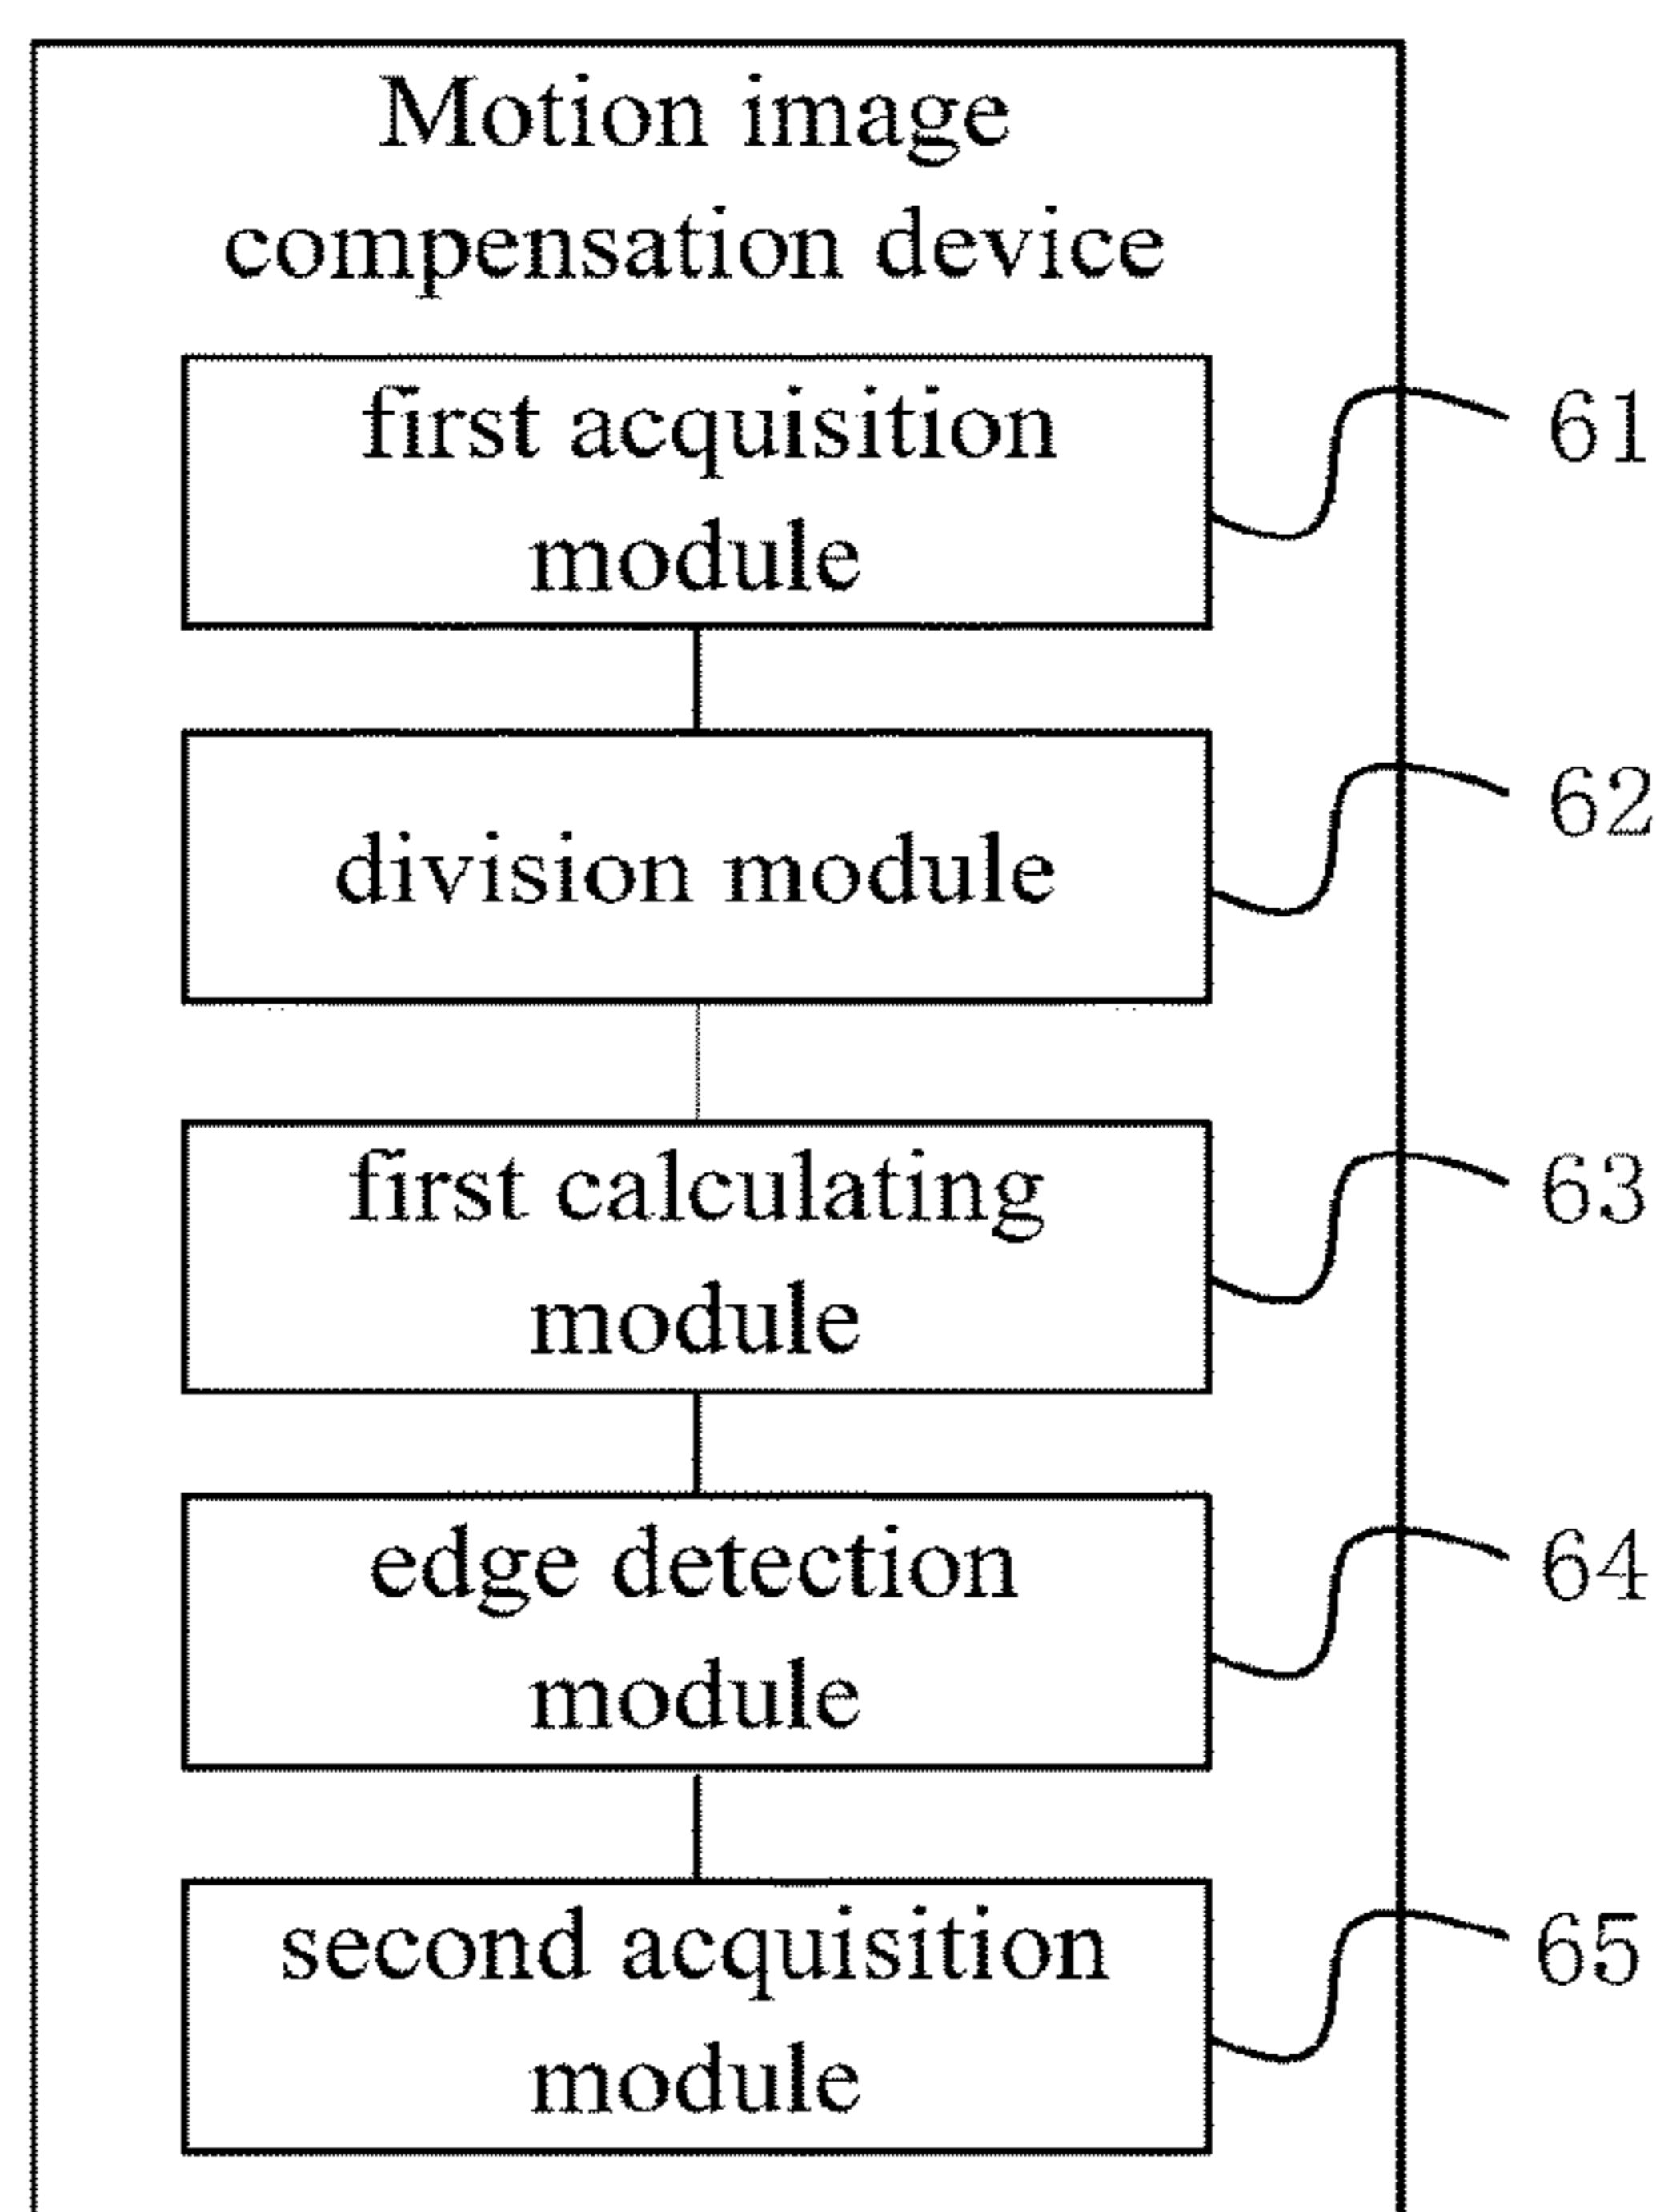 Motion image
compensation device
first acquisition
module
61
division module
62
first calculating
module
63
edge detection
module
64
second acquisition
module
65